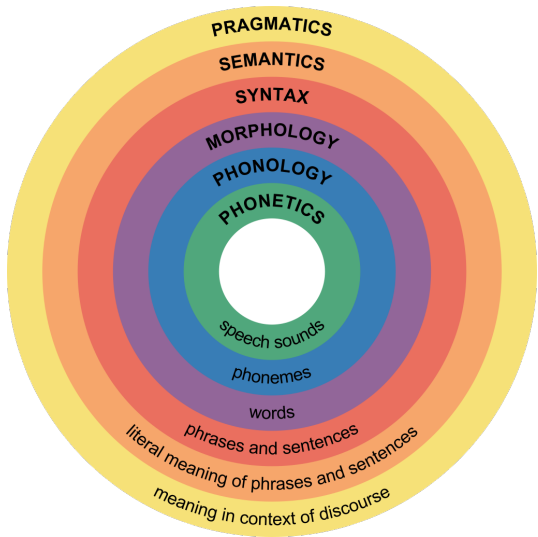 PRAGMATICS
SEMANTICS
SYNTAX
MORPHOLOGY
PHONOLOGY
PHONETICS
speech sounds
phonemes
words
phrases and sentences
literal meaning of phrases and sentences
meaning in context of discourse